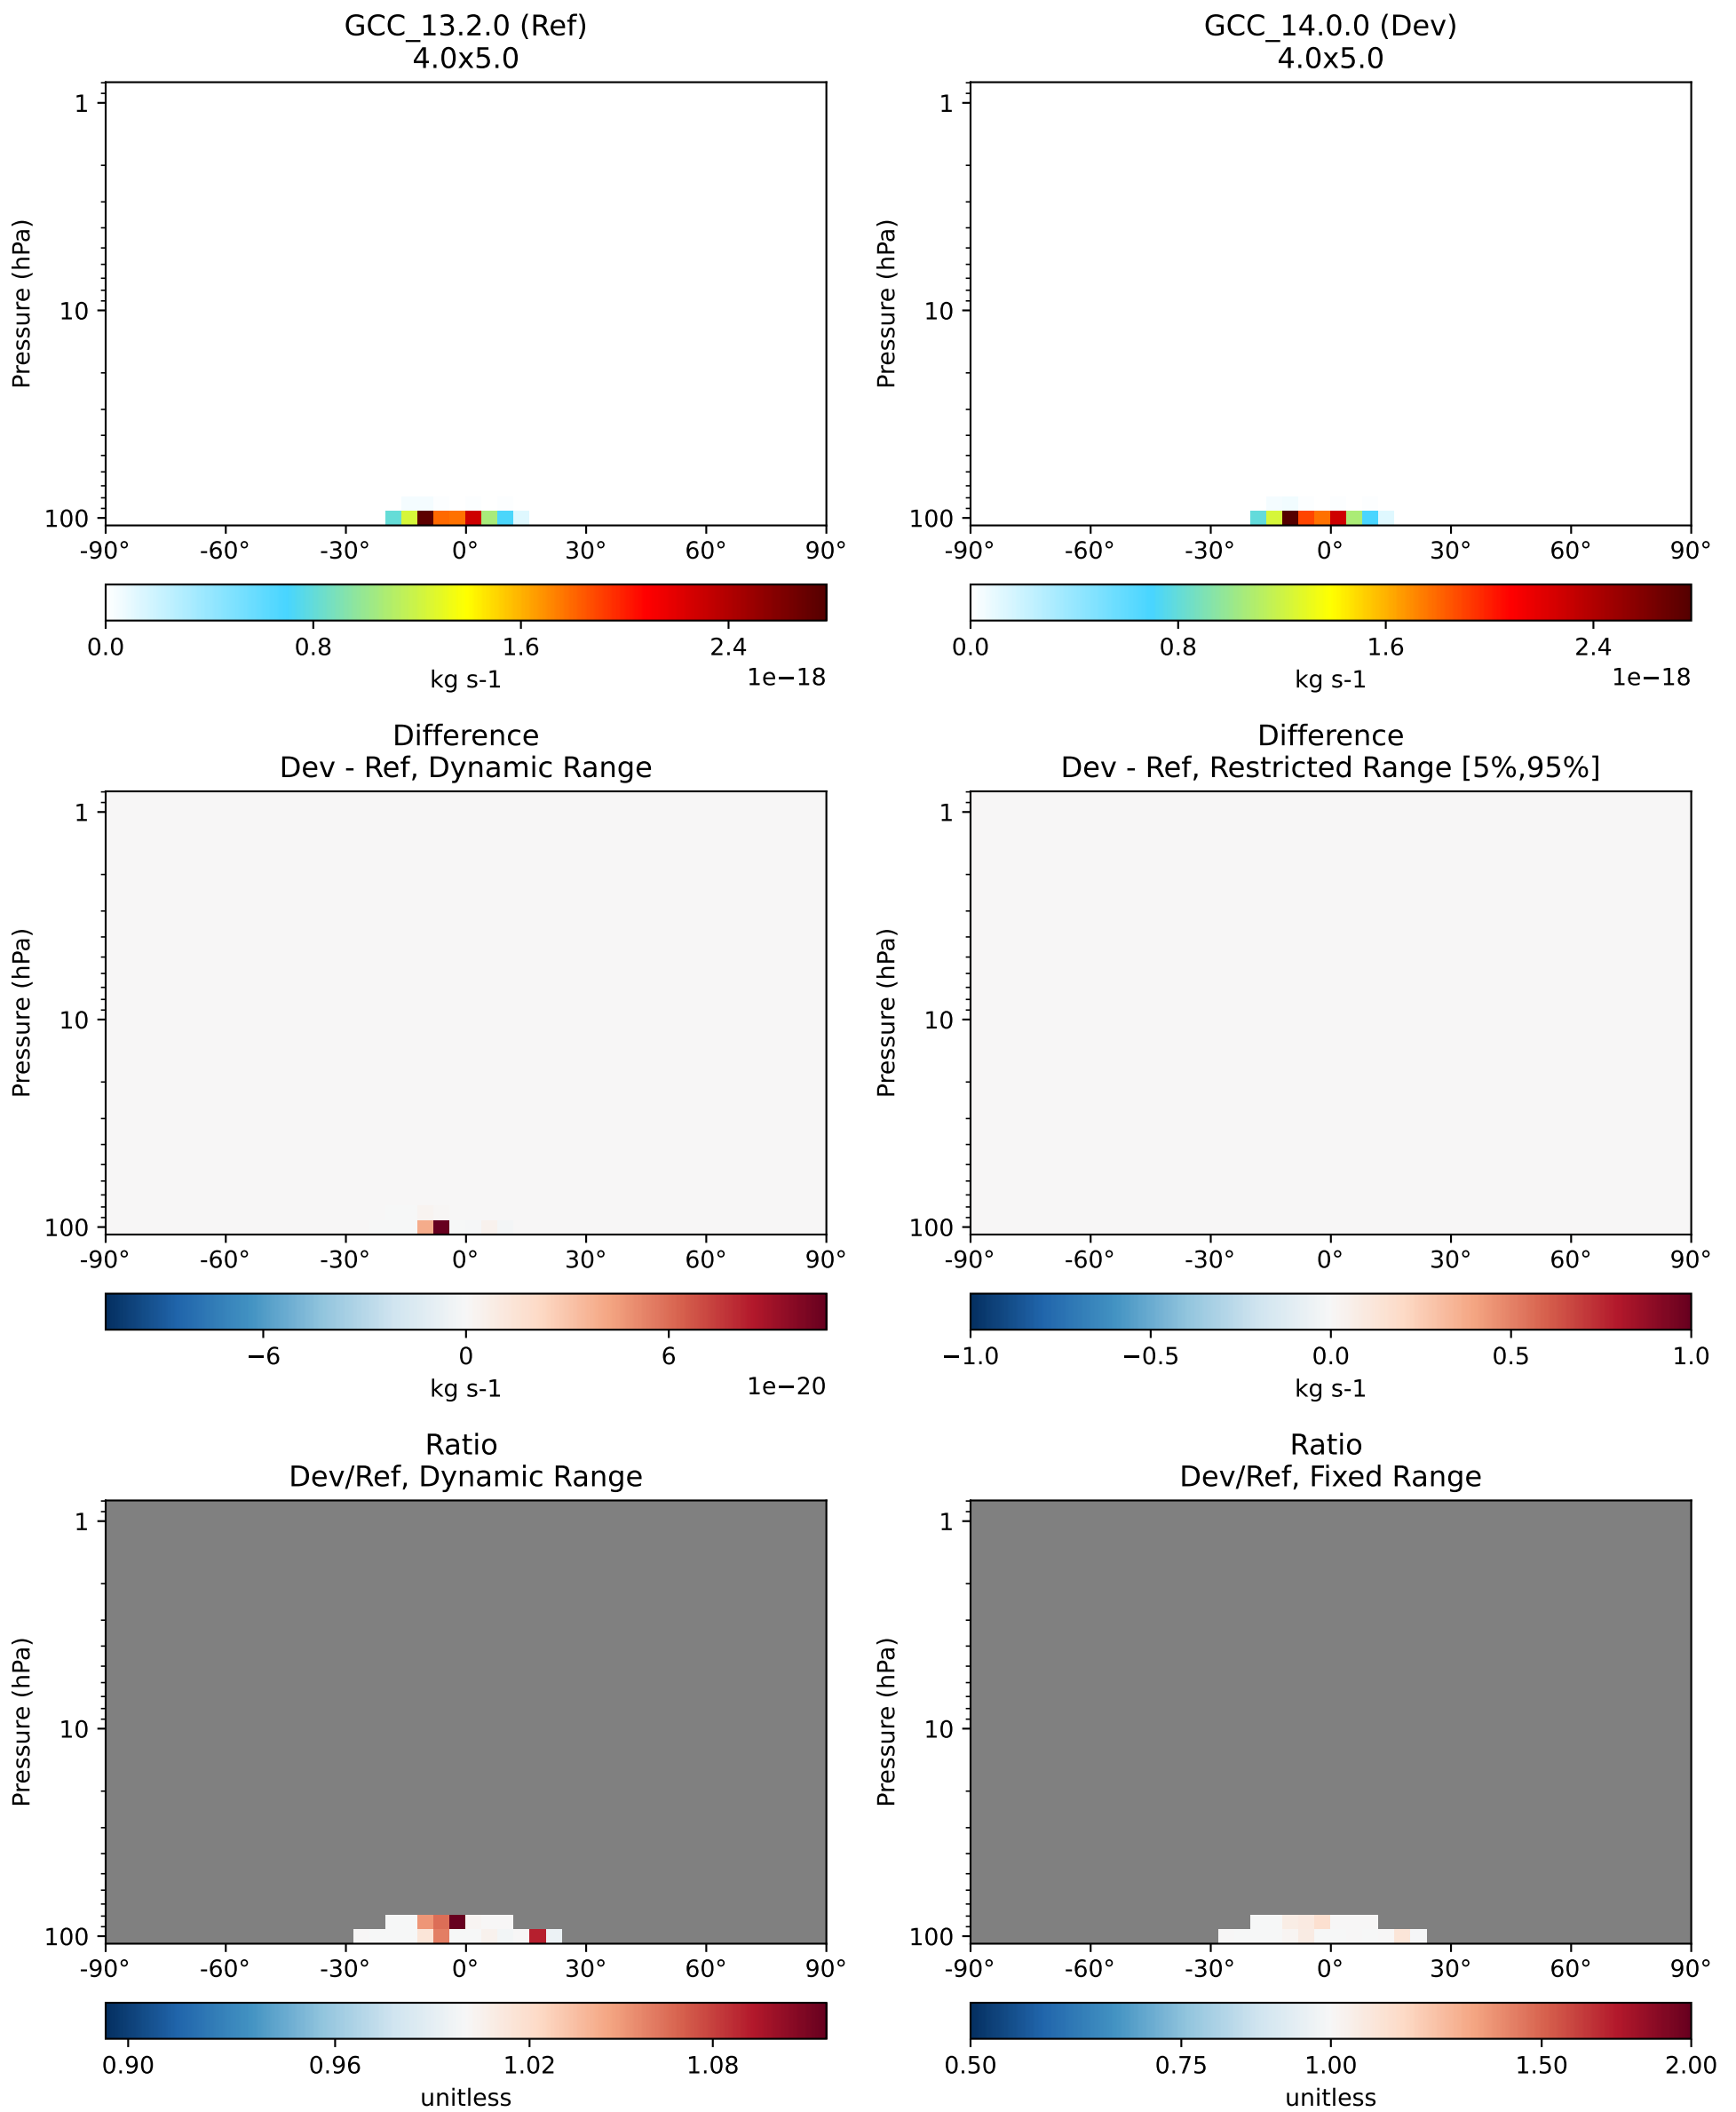 GCC_13.2.0 (Ref)
4.0x5.0
Pressure (hPa)
1
10
100
-90° -60° -30° 0° 30° 60° 90°
0.0 0.8 1.6 2.4
kg s-1
1e−18
GCC_14.0.0 (Dev)
4.0x5.0
Pressure (hPa)
1
10
100
-90° -60° -30° 0° 30° 60° 90°
0.0 0.8 1.6 2.4
kg s-1
1e−18
Difference
Dev - Ref, Dynamic Range
Pressure (hPa)
1
10
100
-90° -60° -30° 0° 30° 60° 90°
−6 0 6
kg s-1
1e−20
Difference
Dev - Ref, Restricted Range [5%,95%]
Pressure (hPa)
1
10
100
-90° -60° -30° 0° 30° 60° 90°
−1.0 −0.5 0.0 0.5 1.0
kg s-1
Ratio
Dev/Ref, Dynamic Range
Pressure (hPa)
1
10
100
-90° -60° -30° 0° 30° 60° 90°
0.90 0.96 1.02 1.08
unitless
Ratio
Dev/Ref, Fixed Range
Pressure (hPa)
1
10
100
-90° -60° -30° 0° 30° 60° 90°
0.50 0.75 1.00 1.50 2.00
unitless